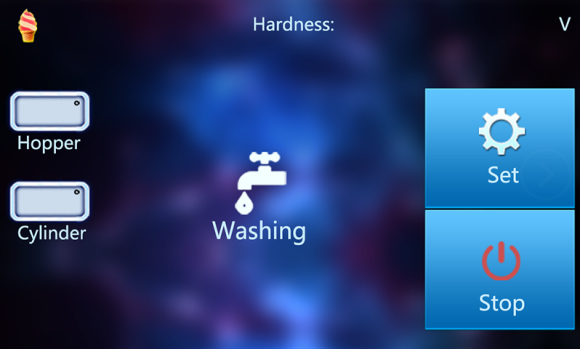 Hardness:
V
Hopper
Set
Cylinder
Washing
Stop